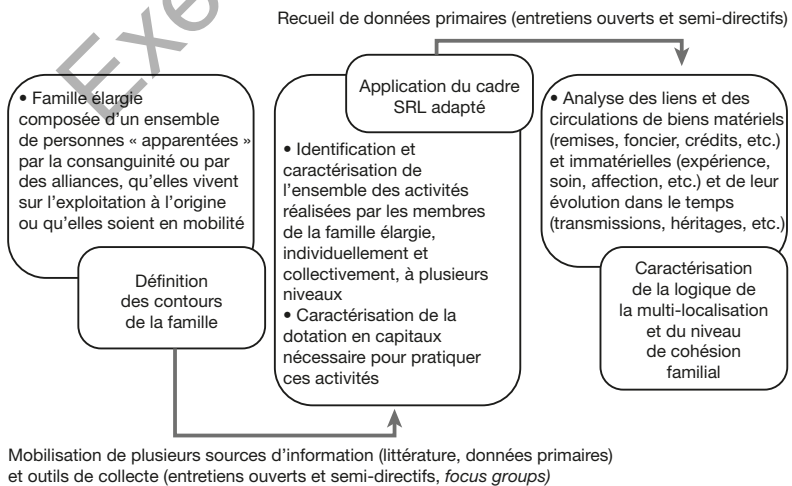 Exe
Recueil de données primaires (entretiens ouverts et semi-directifs)
• Famille élargie
composée d'un ensemble
de personnes « apparentées »
par la consanguinité ou par
des alliances, qu'elles vivent
sur l'exploitation à l'origine
ou qu'elles soient en mobilité
Définition
des contours
de la famille
Application du cadre
SRL adapté
• Identification et
caractérisation de
l'ensemble des activités
réalisées par les membres
de la famille élargie,
individuellement et
collectivement, à plusieurs
niveaux
• Caractérisation de la
dotation en capitaux
nécessaire pour pratiquer
ces activités
• Analyse des liens et des
circulations de biens matériels
(remises, foncier, crédits, etc.)
et immatérielles (expérience,
soin, affection, etc.) et de leur
évolution dans le temps
(transmissions, héritages, etc.)
Caractérisation
de la logique de
la multi-localisation
et du niveau
de cohésion
familial
Mobilisation de plusieurs sources d'information (littérature, données primaires)
et outils de collecte (entretiens ouverts et semi-directifs, focus groups)